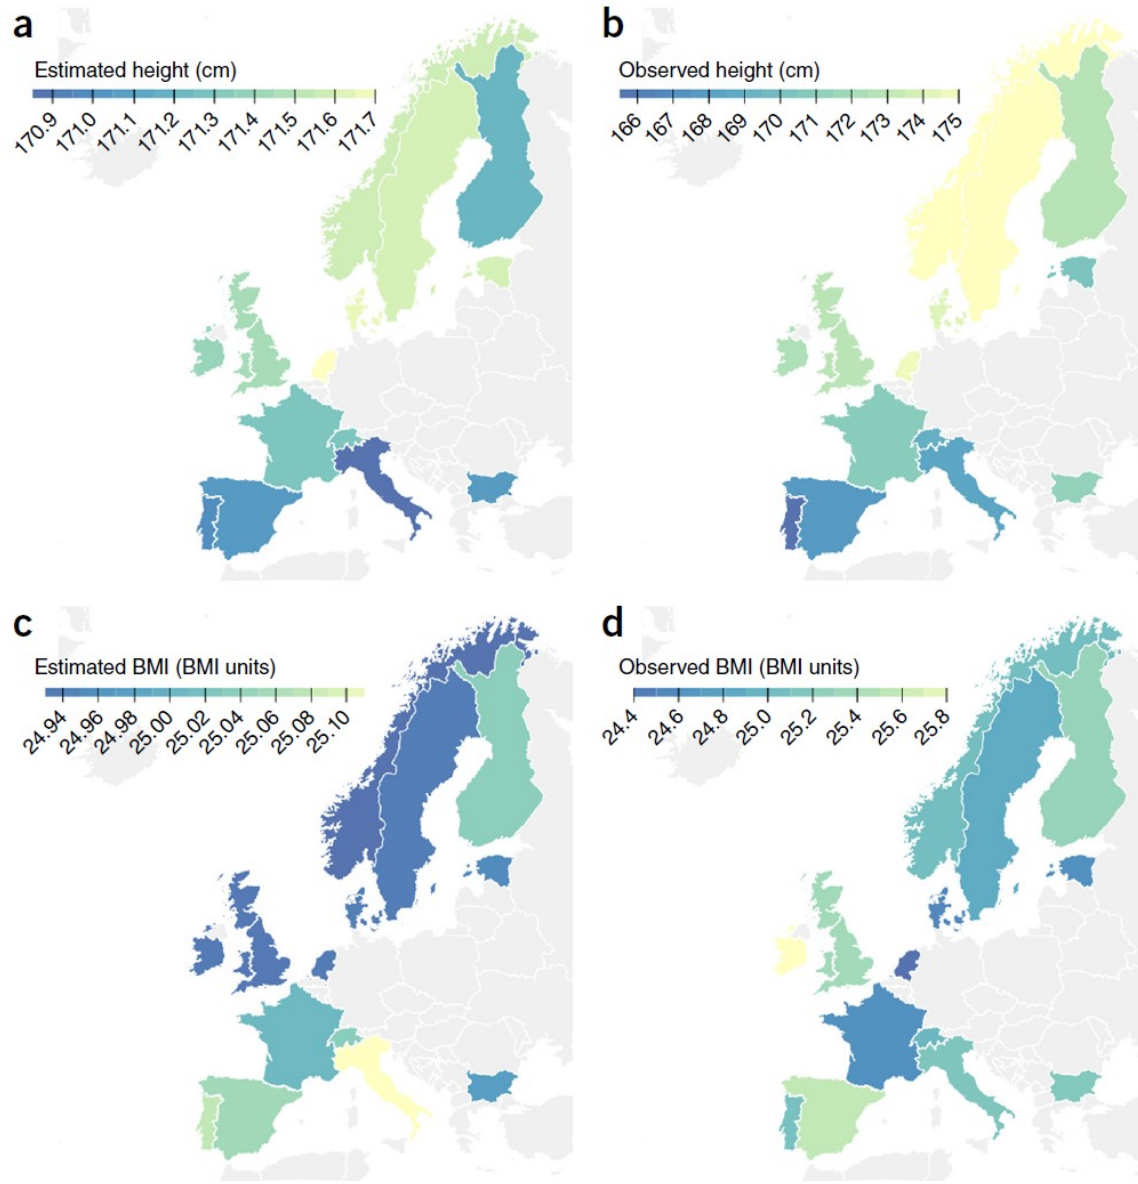 a
Estimated height (cm)
170.9 171.0 171.1 171.2 171.3 171.4 171.5 171.6 171.7
b
Observed height (cm)
166 167 168 169 170 171 172 173 174 175
c
Estimated BMI (BMI units)
24.94 24.96 24.98 25.00 25.02 25.04 25.06 25.08 25.10
d
Observed BMI (BMI units)
24.4 24.6 24.8 25.0 25.2 25.4 25.6 25.8